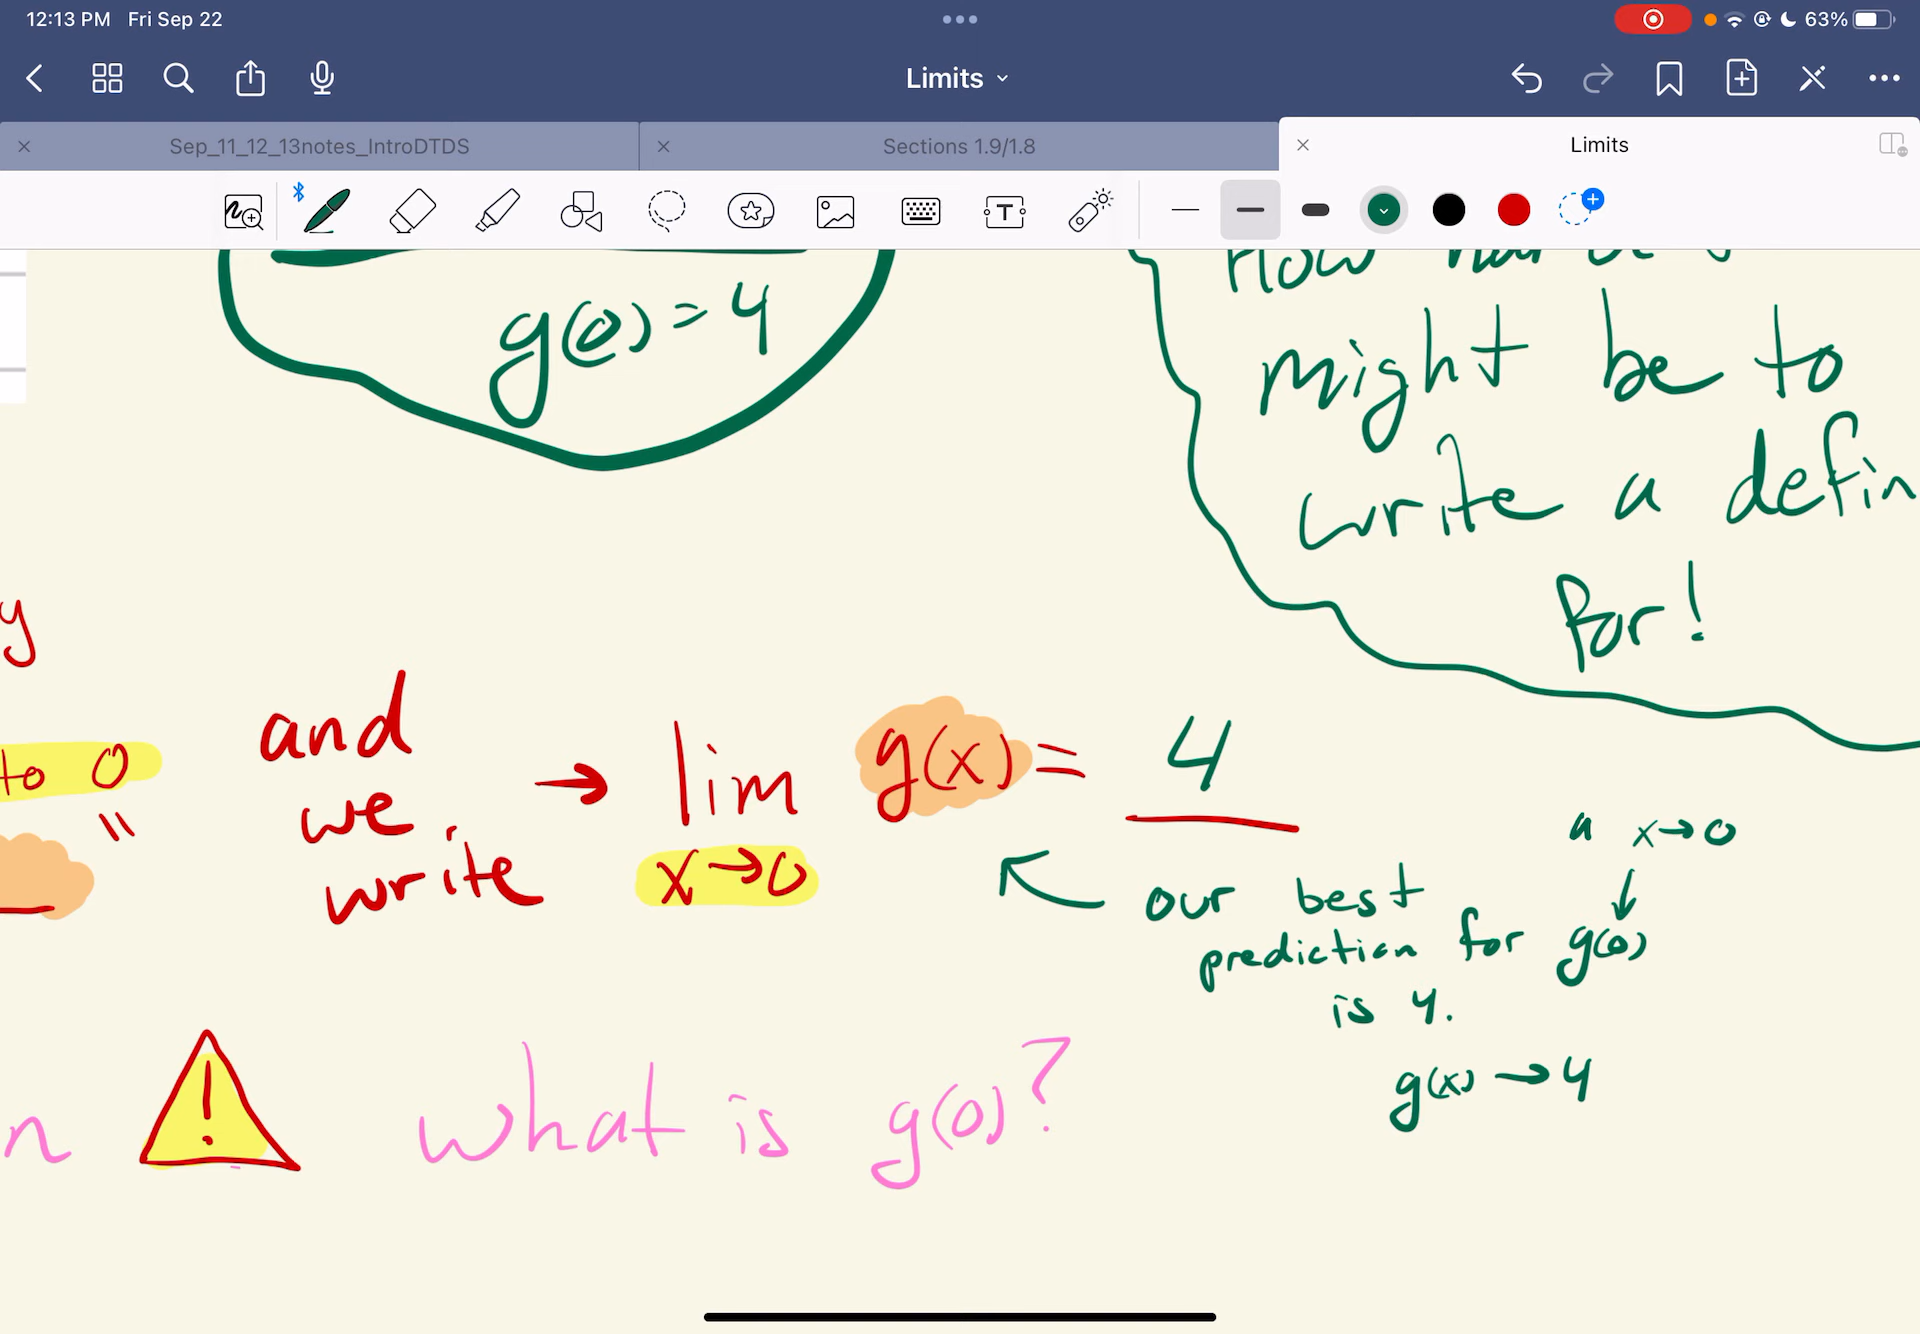 12:13 PM Fri Sep 22
63%
Limits
Sep_11_12_13notes_IntroDTDS
Sections 1.9/1.8
Limits
T
g(0)=4
How
might be to
write a defin
for!
y
to 0
"
and
we
write
→ lim g(x) = 4
x→0
a x→0
our best
prediction for g(0)
is 4.
g(x) → 4
n
!
what is g(0)?